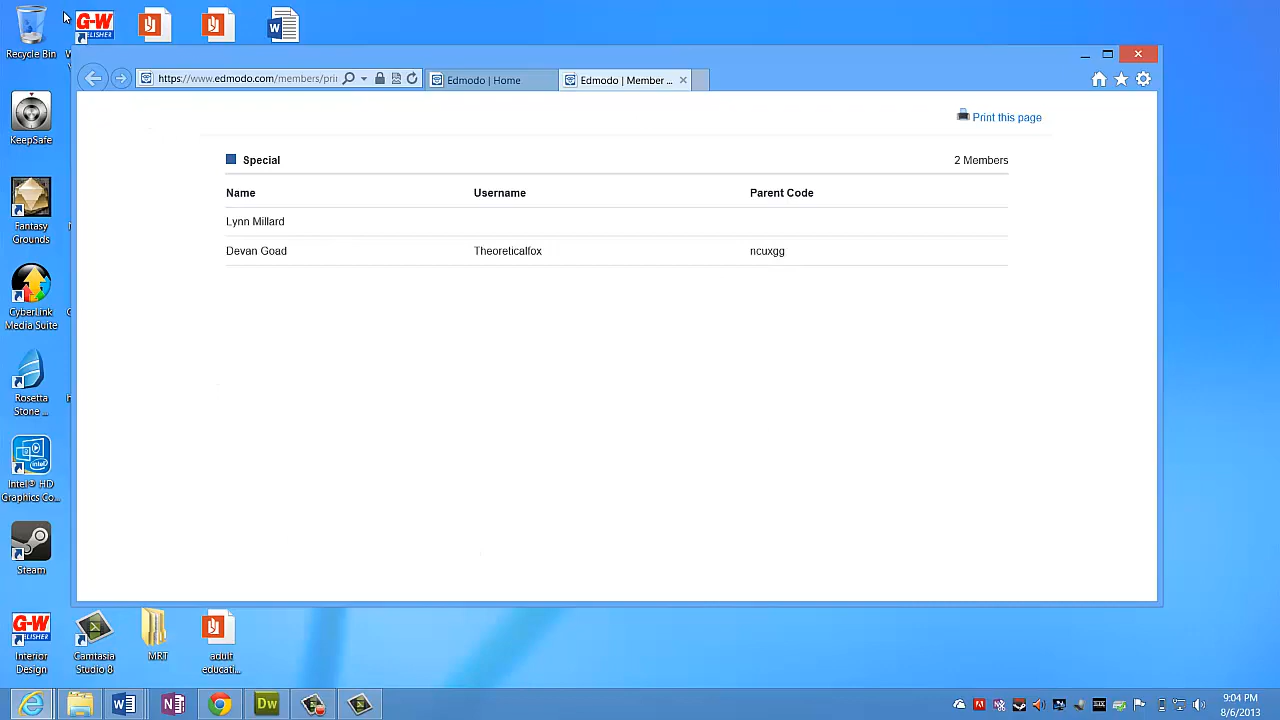 G-W
LISHER
Recycle Bin
https://www.edmodo.com/members/pri
Edmodo | Home
Edmodo | Member ...
KeepSafe
Print this page
Special
2 Members
Name Username Parent Code
Lynn Millard
Devan Goad Theoreticalfox ncuxgg
Fantasy
Grounds
CyberLink
Media Suite
Rosetta
Stone ...
Intel® HD
Graphics Co...
Steam
G-W
LISHER
Interior
Design
Camtasia
Studio 8
MRT
adult
educati...
9:04 PM
8/6/2013